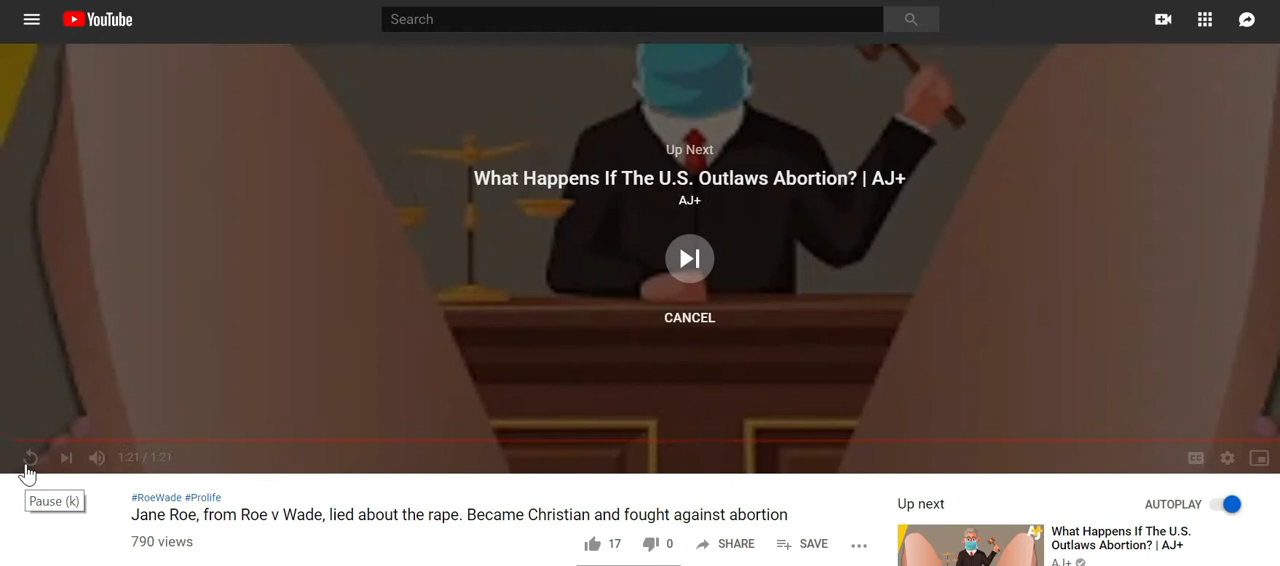 YouTube
Search
Up Next
What Happens If The U.S. Outlaws Abortion? | AJ+
AJ+
CANCEL
1:21 / 1:21
CC
Pause (k)
#RoeWade #Prolife
Jane Roe, from Roe v Wade, lied about the rape. Became Christian and fought against abortion
790 views
17
0
SHARE
SAVE
Up next
AUTOPLAY
What Happens If The U.S.
Outlaws Abortion? | AJ+
AJ+